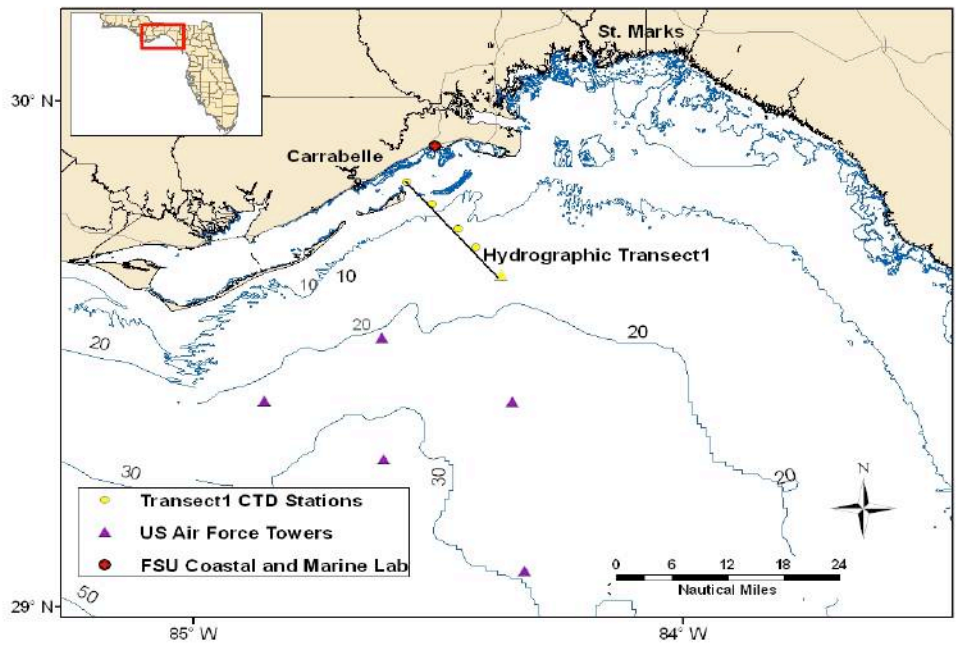 St. Marks
30° N
Carrabelle
Hydrographic Transect1
10
10
20
20
20
20
30
30
N
Transect1 CTD Stations
US Air Force Towers
FSU Coastal and Marine Lab
0 6 12 18 24
Nautical Miles
50
29° N
85° W
84° W